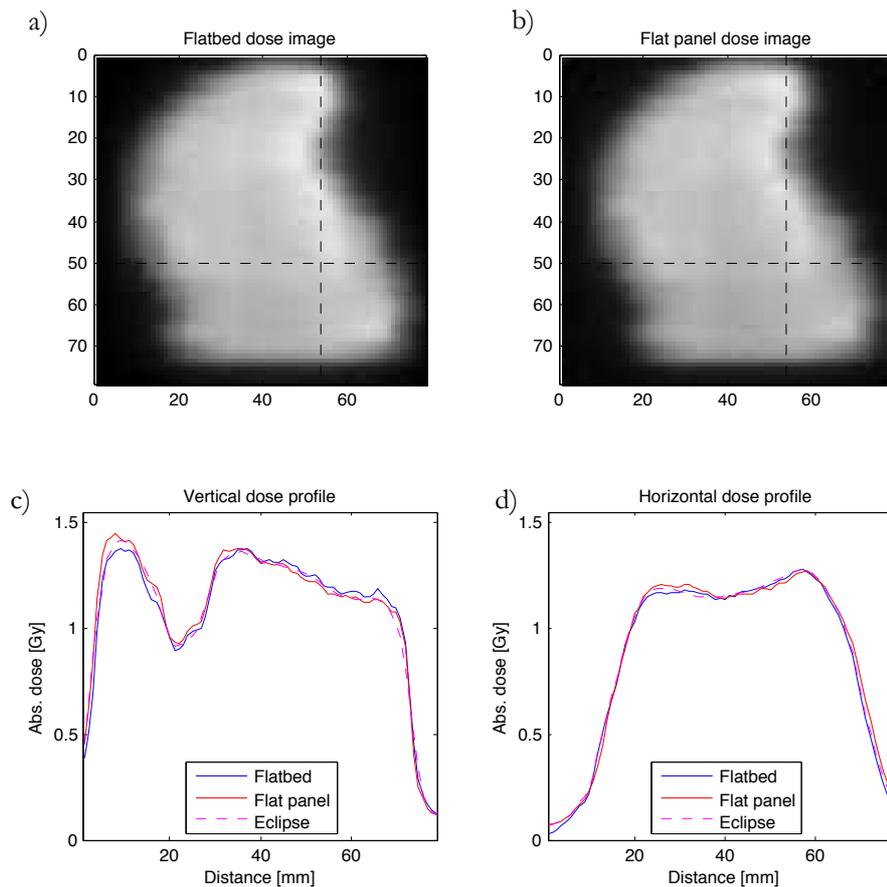 a)
Flatbed dose image
0
10
20
30
40
50
60
70
0 20 40 60
b)
Flat panel dose image
0
10
20
30
40
50
60
70
0 20 40 60
c)
Vertical dose profile
1.5
1
0.5
0
20 40 60
Abs. dose [Gy]
Distance [mm]
Flatbed
Flat panel
Eclipse
d)
Horizontal dose profile
1.5
1
0.5
0
20 40 60
Abs. dose [Gy]
Distance [mm]
Flatbed
Flat panel
Eclipse